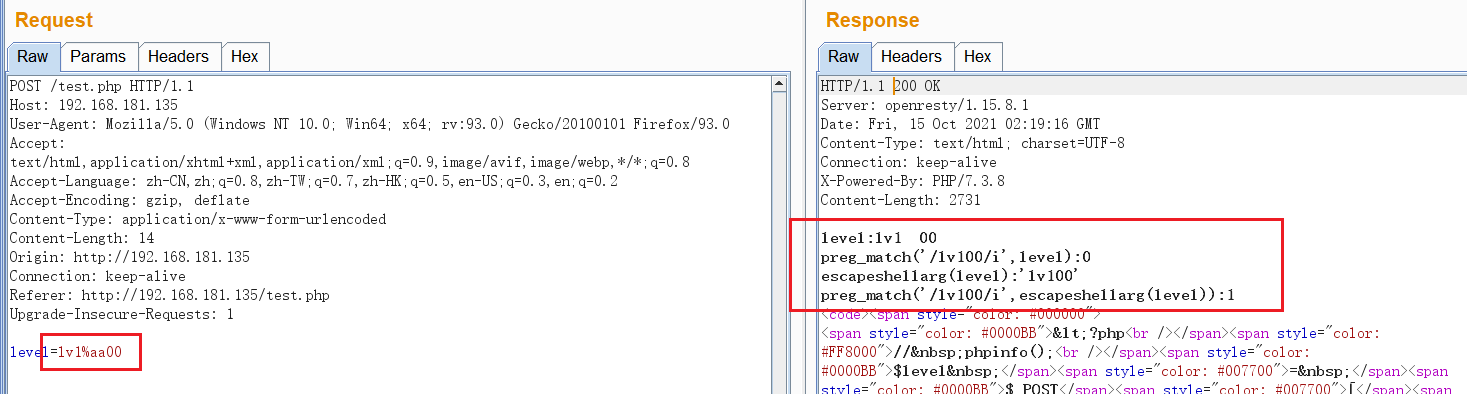 Request
Raw Params Headers Hex
POST /test.php HTTP/1.1
Host: 192.168.181.135
User-Agent: Mozilla/5.0 (Windows NT 10.0; Win64; x64; rv:93.0) Gecko/20100101 Firefox/93.0
Accept:
text/html,application/xhtml+xml,application/xml;q=0.9,image/avif,image/webp,*/*;q=0.8
Accept-Language: zh-CN,zh;q=0.8,zh-TW;q=0.7,zh-HK;q=0.5,en-US;q=0.3,en;q=0.2
Accept-Encoding: gzip, deflate
Content-Type: application/x-www-form-urlencoded
Content-Length: 14
Origin: http://192.168.181.135
Connection: keep-alive
Referer: http://192.168.181.135/test.php
Upgrade-Insecure-Requests: 1
level=lv1%aa00
Response
Raw Headers Hex
HTTP/1.1 200 OK
Server: openresty/1.15.8.1
Date: Fri, 15 Oct 2021 02:19:16 GMT
Content-Type: text/html; charset=UTF-8
Connection: keep-alive
X-Powered-By: PHP/7.3.8
Content-Length: 2731
level:lv1  00
preg_match('/lv100/i',level):0
escapeshellarg(level):'lv100'
preg_match('/lv100/i',escapeshellarg(level)):1
<code><span style="color: #000000">
<span style="color: #0000BB">&lt;?php<br /></span><span style="color:
#FF8000">//&nbsp;phpinfo();<br /></span><span style="color:
#0000BB">$level&nbsp;</span><span style="color: #007700">=&nbsp;</span><span
style="color: #0000BB">$_POST</span><span style="color: #007700">[</span><span